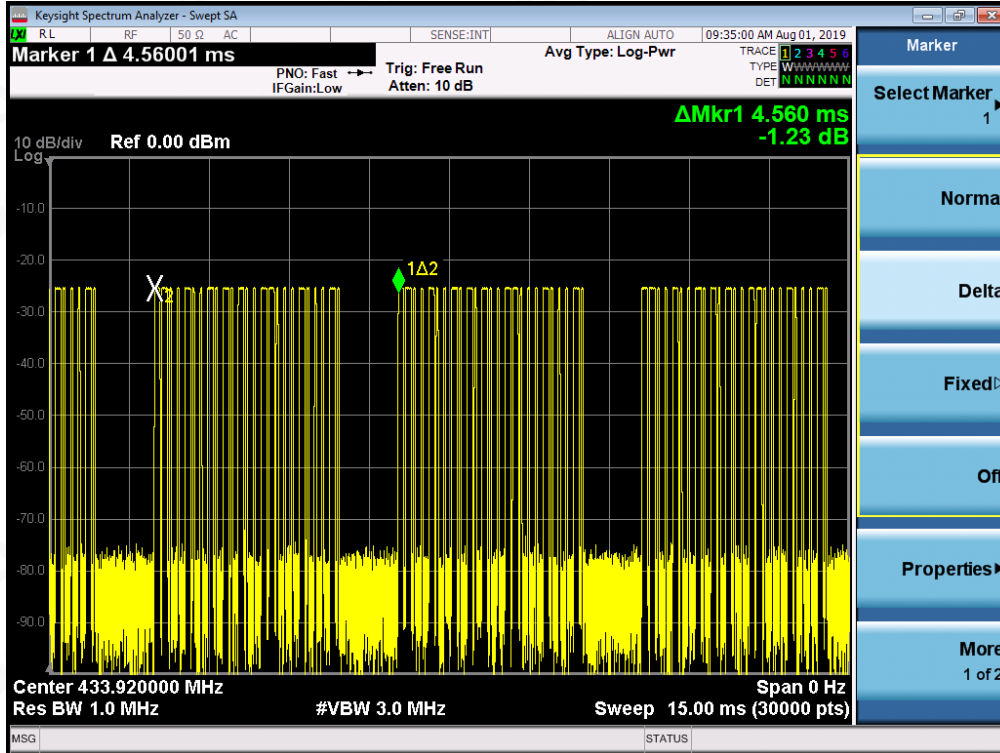 Keysight Spectrum Analyzer - Swept SA
LXI RL RF 50 Ω AC SENSE:INT ALIGN AUTO 09:35:00 AM Aug 01, 2019
Marker 1 Δ 4.56001 ms
PNO: Fast
IFGain:Low
Trig: Free Run
Atten: 10 dB
Avg Type: Log-Pwr
TRACE 1 2 3 4 5 6
TYPE WWWWWW
DET N N N N N N
ΔMkr1 4.560 ms
-1.23 dB
10 dB/div Ref 0.00 dBm
Log
-10.0
-20.0
-30.0
-40.0
-50.0
-60.0
-70.0
-80.0
-90.0
X2
1Δ2
Center 433.920000 MHz
Span 0 Hz
Res BW 1.0 MHz
#VBW 3.0 MHz
Sweep 15.00 ms (30000 pts)
MSG
STATUS
Marker
Select Marker
1
Norma
Delta
Fixed
Off
Properties
More
1 of 2